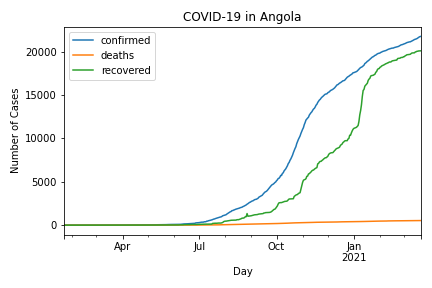 COVID-19 in Angola
confirmed
deaths
recovered
Number of Cases
20000
15000
10000
5000
0
Apr
Jul
Oct
Jan
2021
Day